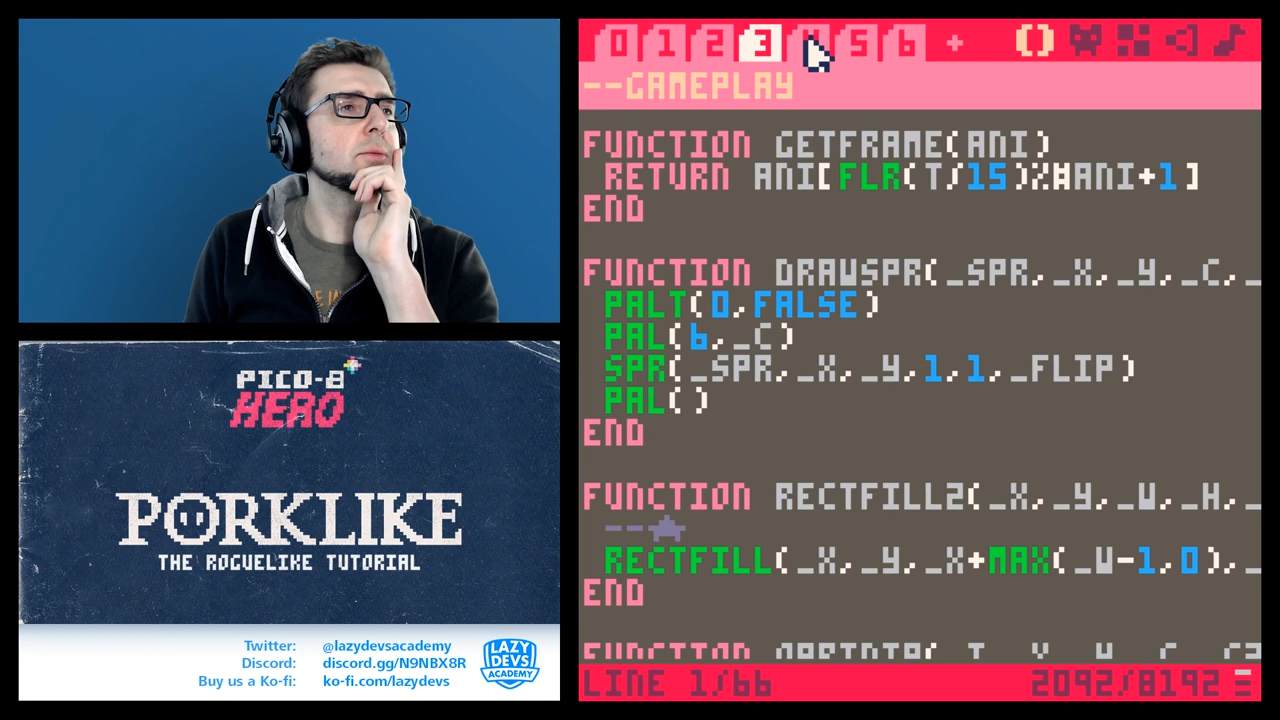 PICO-8
HERO
PORKLIKE
THE ROGUELIKE TUTORIAL
Twitter: @lazydevsacademy
Discord: discord.gg/N9NBX8R
Buy us a Ko-fi: ko-fi.com/lazydevs
LAZY
DEVS
ACADEMY
0 1 2 3 5 6 +
--GAMEPLAY
FUNCTION GETFRAME(ANI)
RETURN ANI[FLR(T/15)%#ANI+1]
END
FUNCTION DRAWSPR(_SPR,_X,_Y,_C,_
PALT(0,FALSE)
PAL(6,_C)
SPR(_SPR,_X,_Y,1,1,_FLIP)
PAL()
END
FUNCTION RECTFILL2(_X,_Y,_W,_H,_
--
RECTFILL(_X,_Y,_X+MAX(_W-1,0),_
END
FUNCTION
LINE 1/66 2092/8192